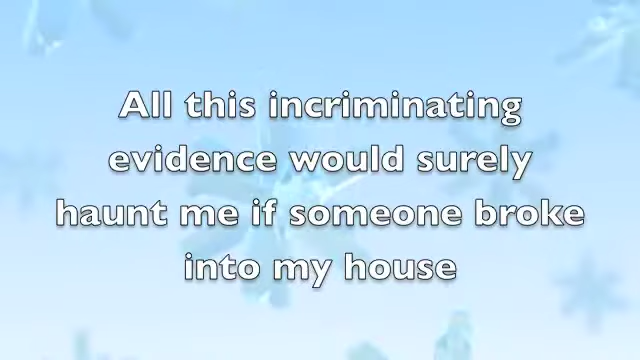 All this incriminating
evidence would surely
haunt me if someone broke
into my house